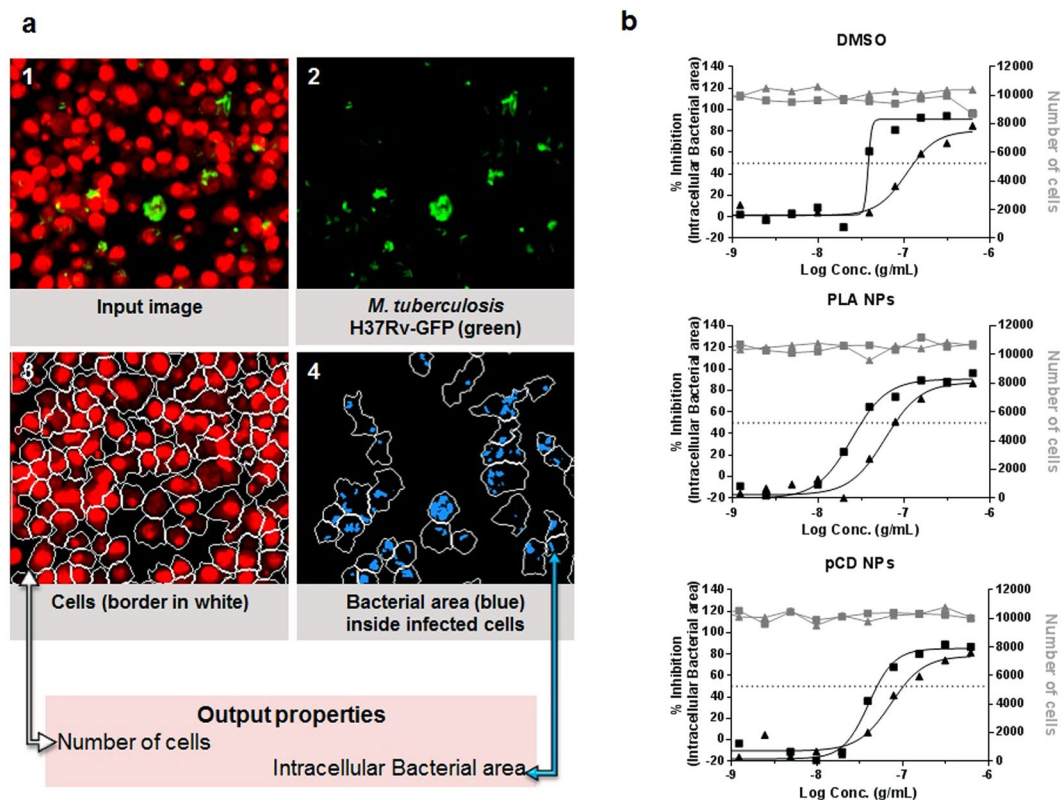 a
1
2
Input image
M. tuberculosis
H37Rv-GFP (green)
3
4
Cells (border in white)
Bacterial area (blue)
inside infected cells
Output properties
Number of cells
Intracellular Bacterial area
b
DMSO
% Inhibition
(Intracellular Bacterial area)
140
120
100
80
60
40
20
0
-20
12000
10000
8000
6000
4000
2000
0
Number of cells
-9
-8
-7
-6
Log Conc. (g/mL)
PLA NPs
% Inhibition
(Intracellular Bacterial area)
140
120
100
80
60
40
20
0
-20
12000
10000
8000
6000
4000
2000
0
Number of cells
-9
-8
-7
-6
Log Conc. (g/mL)
pCD NPs
% Inhibition
(Intracellular Bacterial area)
140
120
100
80
60
40
20
0
-20
12000
10000
8000
6000
4000
2000
0
Number of cells
-9
-8
-7
-6
Log Conc. (g/mL)